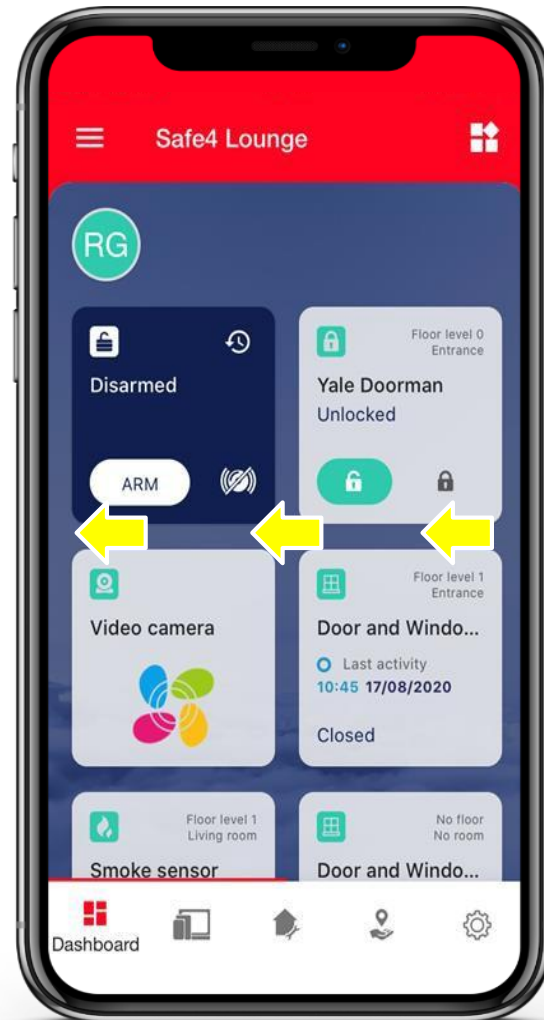 Safe4 Lounge
RG
Disarmed
ARM
Floor level 0
Entrance
Yale Doorman
Unlocked
Video camera
Floor level 1
Entrance
Door and Windo...
Last activity
10:45 17/08/2020
Closed
Floor level 1
Living room
Smoke sensor
No floor
No room
Door and Windo...
Dashboard